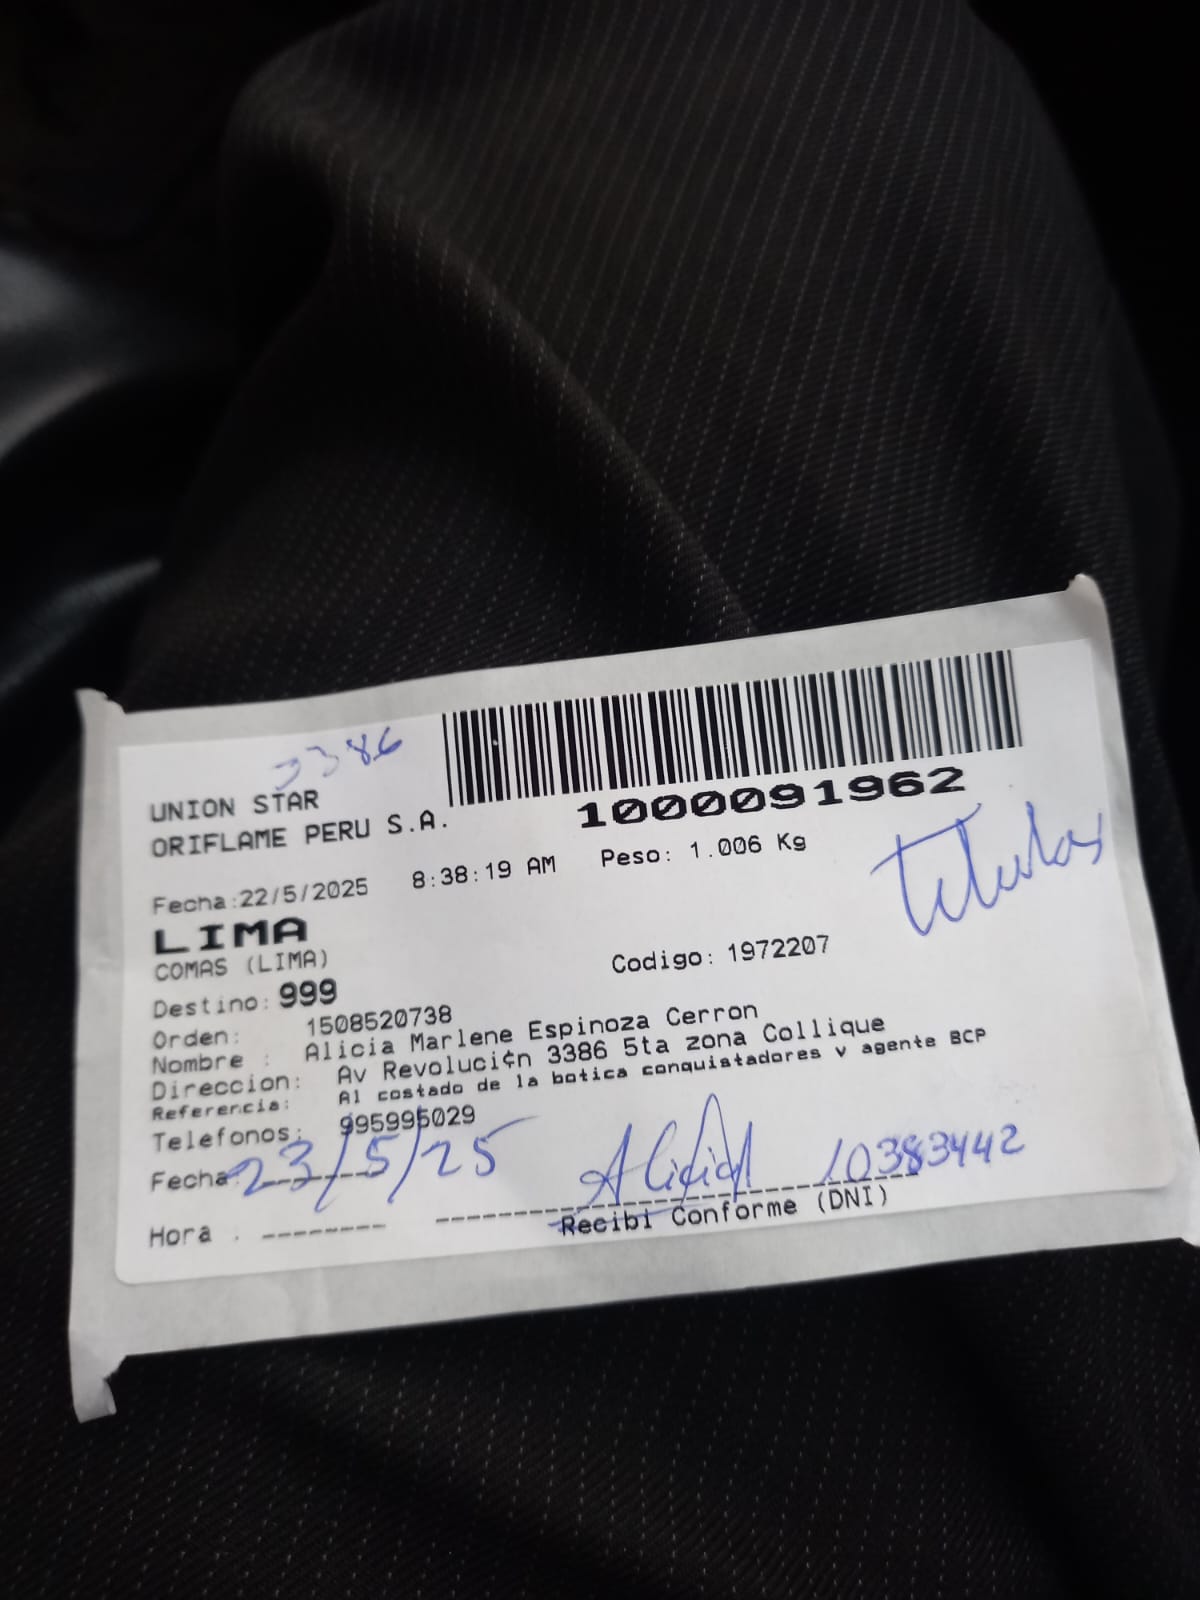 3386
UNION STAR
ORIFLAME PERU S.A.
1000091962
Fecha:22/5/2025 8:38:19 AM Peso: 1.006 Kg
titular
LIMA
COMAS (LIMA)
Codigo: 1972207
Destino: 999
Orden: 1508520738
Nombre : Alicia Marlene Espinoza Cerron
Direccion: Av Revoluci¢n 3386 5ta zona Collique
Referencia: Al costado de la botica conquistadores y agente BCP
Telefonos: 995995029
Fecha: 23/5/25 Alicia 10383442
Hora . -------- Recibi Conforme (DNI)